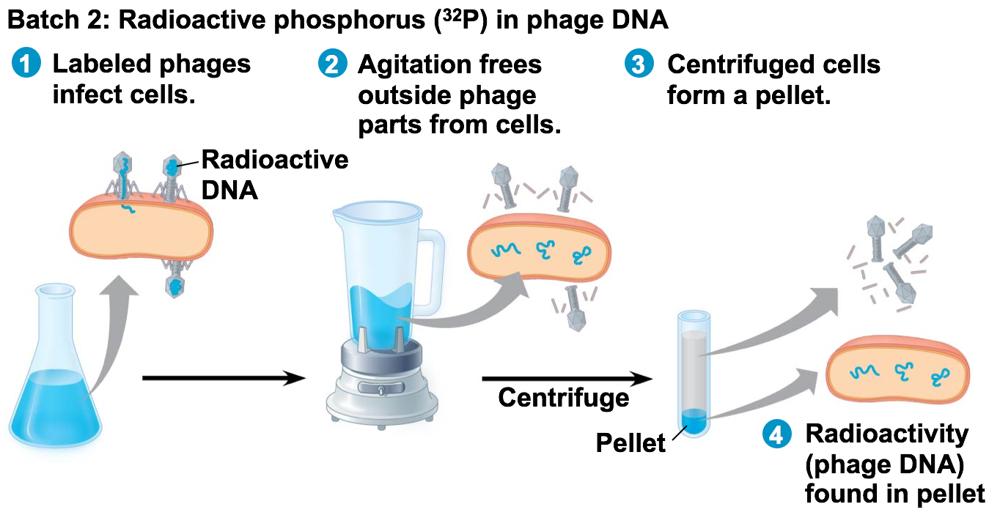 Batch 2: Radioactive phosphorus (³²P) in phage DNA
1 Labeled phages
infect cells.
2 Agitation frees
outside phage
parts from cells.
3 Centrifuged cells
form a pellet.
Radioactive
DNA
Centrifuge
Pellet
4 Radioactivity
(phage DNA)
found in pellet